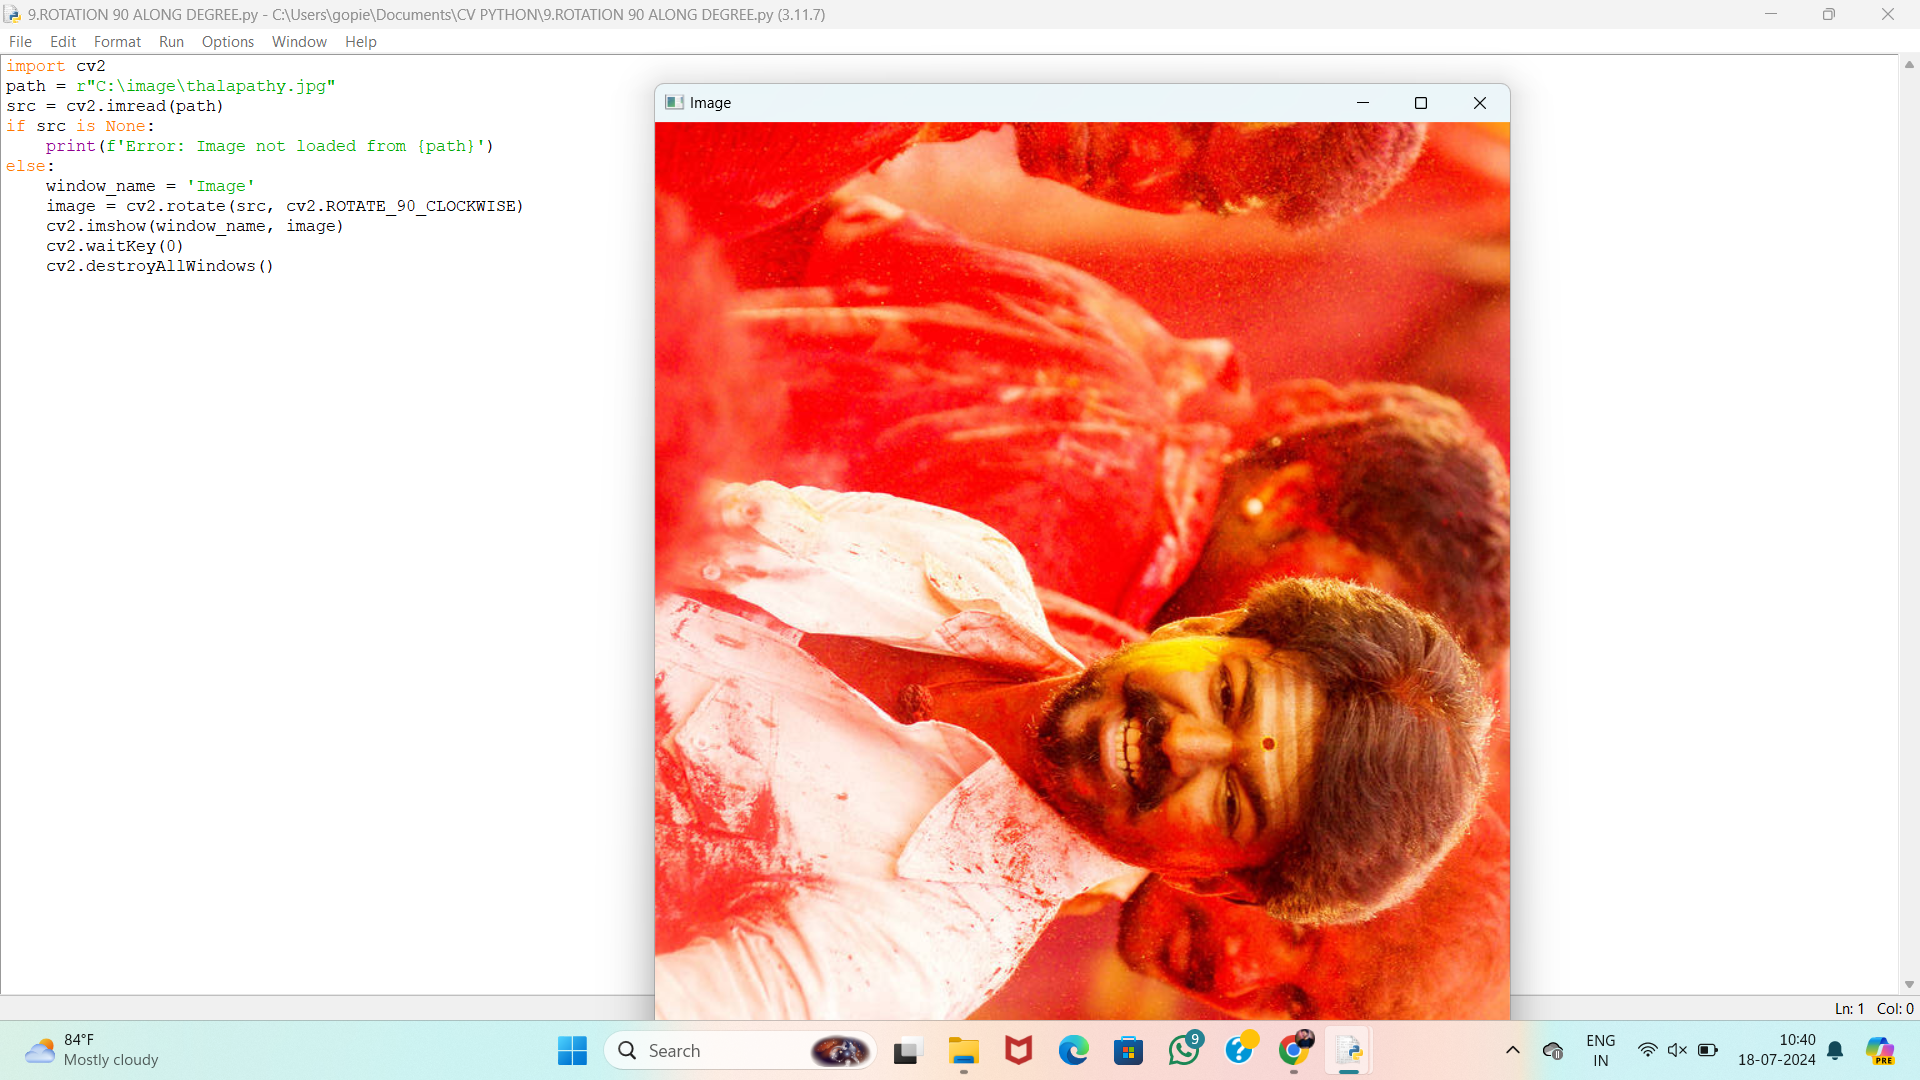 9.ROTATION 90 ALONG DEGREE.py - C:\Users\gopie\Documents\CV PYTHON\9.ROTATION 90 ALONG DEGREE.py (3.11.7)
File Edit Format Run Options Window Help
import cv2
path = r"C:\image\thalapathy.jpg"
src = cv2.imread(path)
if src is None:
    print(f'Error: Image not loaded from {path}')
else:
    window_name = 'Image'
    image = cv2.rotate(src, cv2.ROTATE_90_CLOCKWISE)
    cv2.imshow(window_name, image)
    cv2.waitKey(0)
    cv2.destroyAllWindows()
Image
Ln: 1 Col: 0
84°F
Mostly cloudy
Search
9
ENG
IN
10:40
18-07-2024
PRE